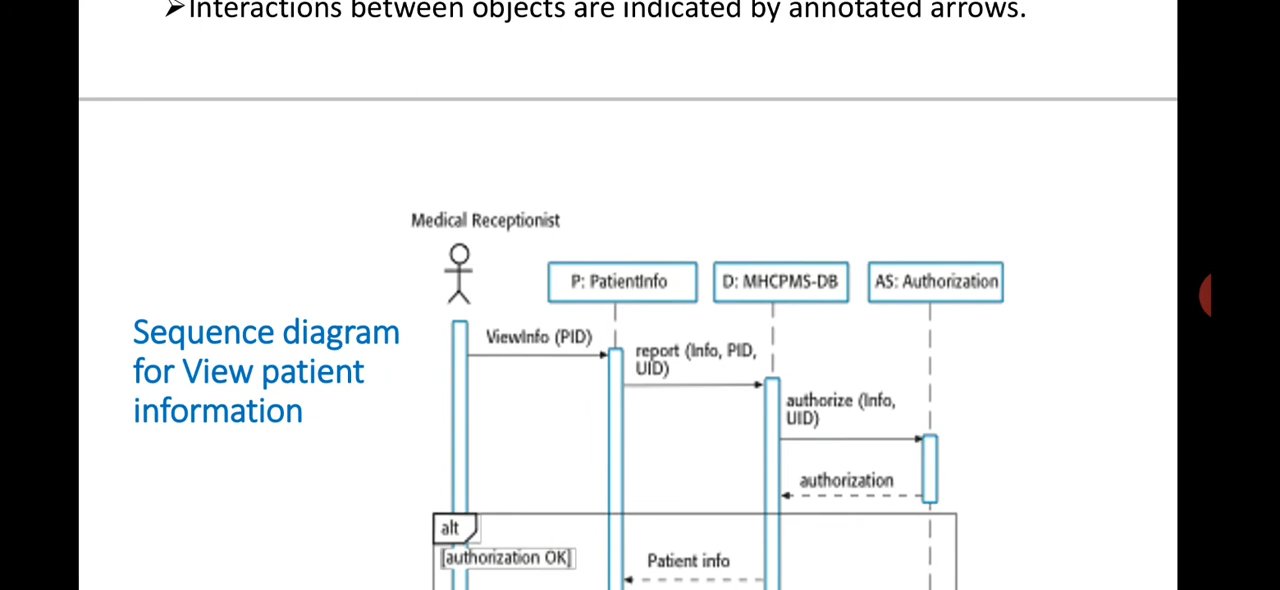 ➢Interactions between objects are indicated by annotated arrows.
Medical Receptionist
P: PatientInfo
D: MHCPMS-DB
AS: Authorization
Sequence diagram
for View patient
information
ViewInfo (PID)
report (Info, PID,
UID)
authorize (Info,
UID)
authorization
alt
[authorization OK]
Patient info